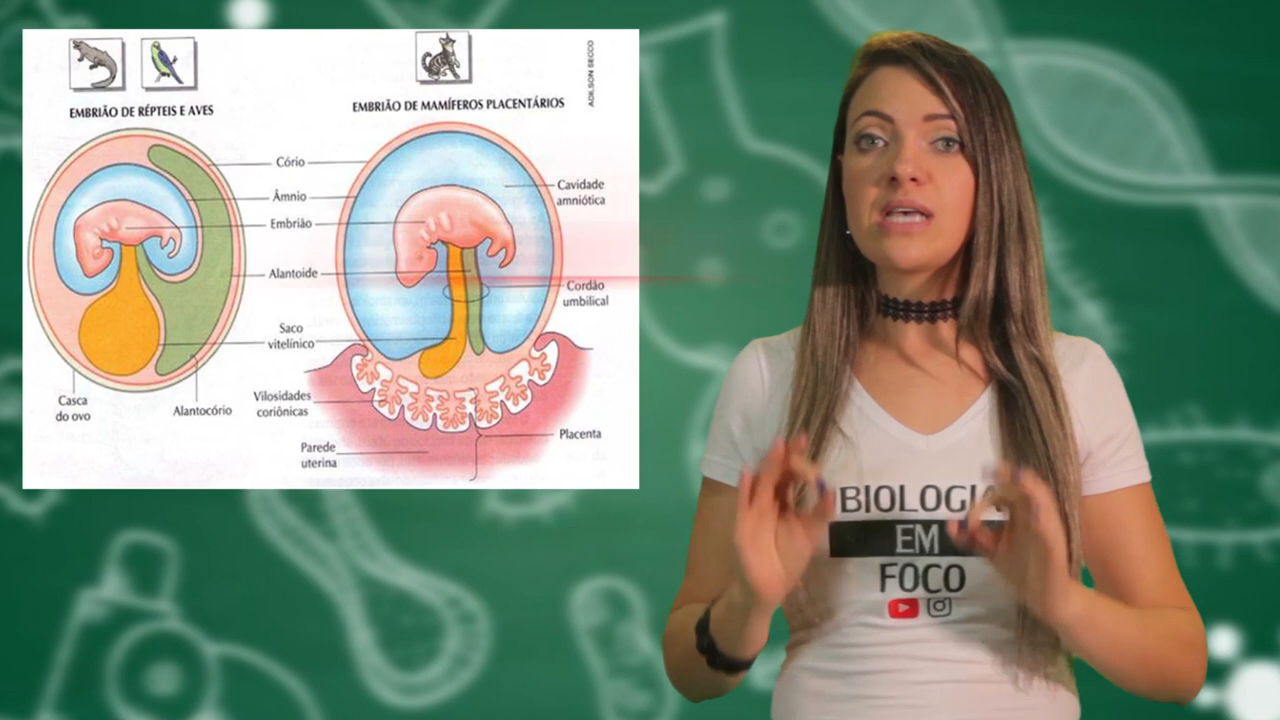 EMBRIÃO DE RÉPTEIS E AVES
EMBRIÃO DE MAMÍFEROS PLACENTÁRIOS
ADILSON SECCO
Cório
Âmnio
Embrião
Alantoide
Saco
vitelínico
Cavidade
amniótica
Cordão
umbilical
Casca
do ovo
Alantocório
Vilosidades
coriônicas
Parede
uterina
Placenta
BIOLOGIA
EM
FOCO